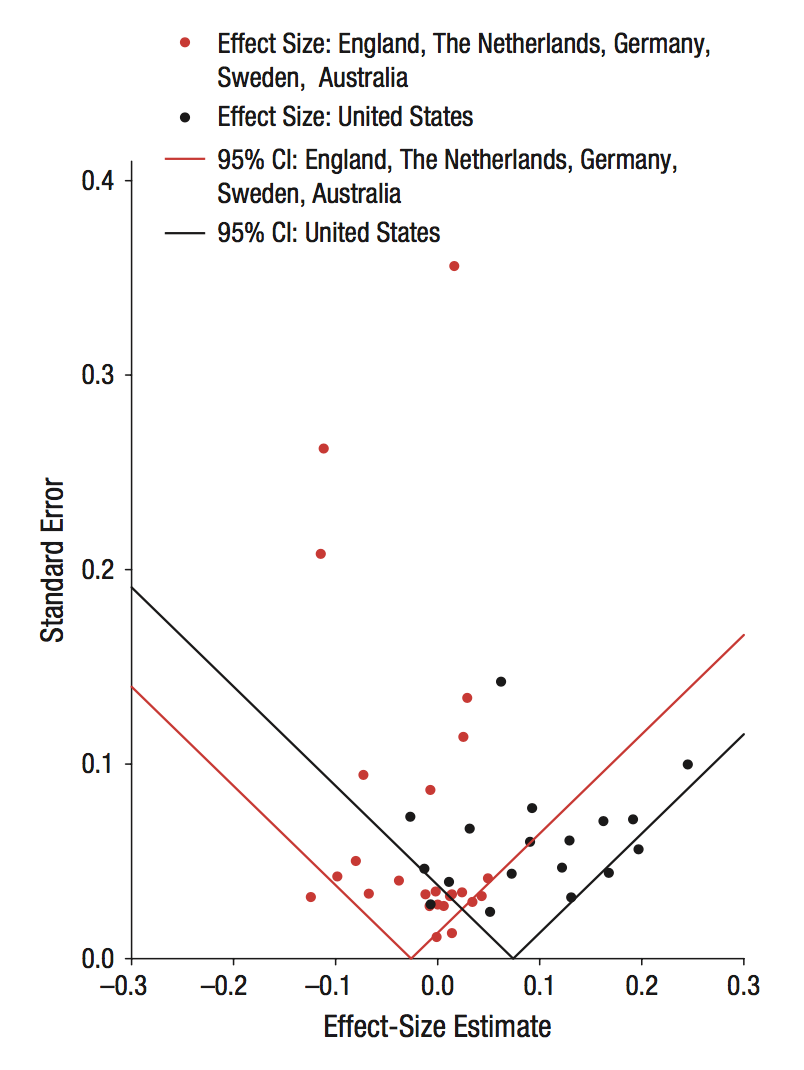 Effect Size: England, The Netherlands, Germany,
Sweden, Australia
Effect Size: United States
95% CI: England, The Netherlands, Germany,
Sweden, Australia
95% CI: United States
0.4
0.3
0.2
0.1
0.0
Standard Error
–0.3 –0.2 –0.1 0.0 0.1 0.2 0.3
Effect-Size Estimate